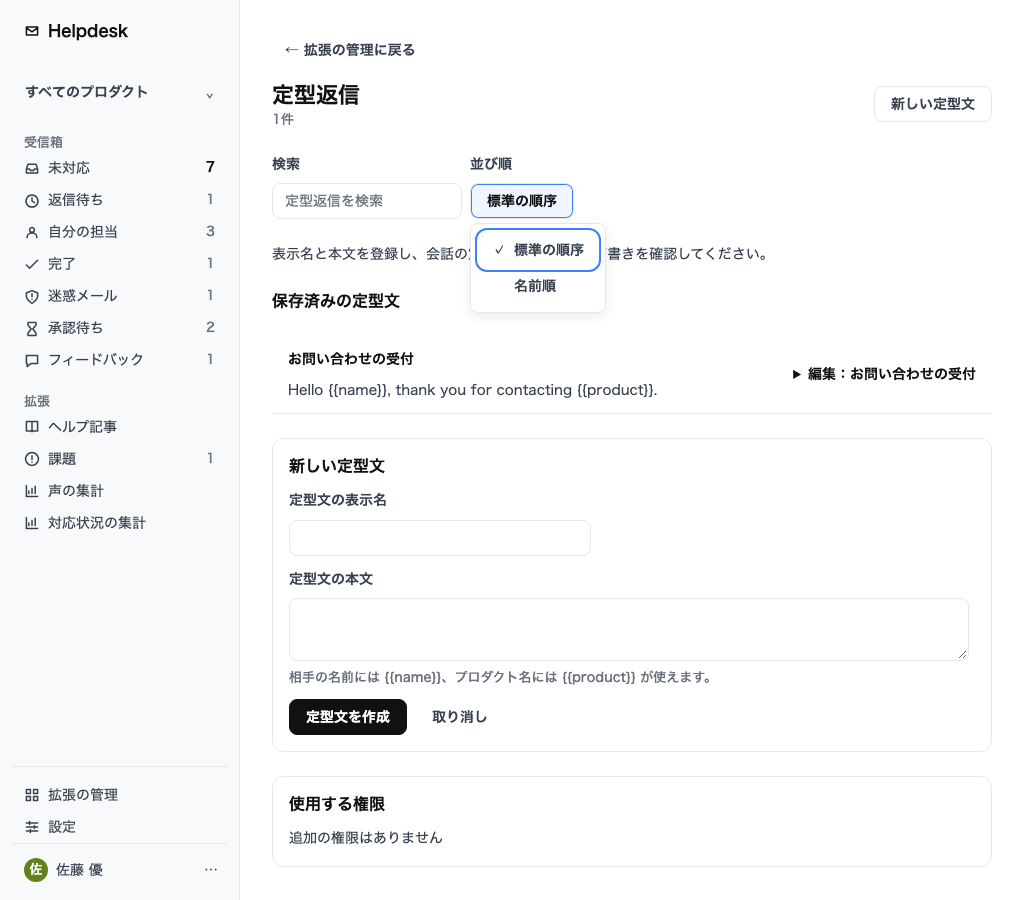 Helpdesk
すべてのプロダクト
受信箱
未対応 7
返信待ち 1
自分の担当 3
完了 1
迷惑メール 1
承認待ち 2
フィードバック 1
拡張
ヘルプ記事
課題 1
声の集計
対応状況の集計
拡張の管理
設定
佐 佐藤 優 …
← 拡張の管理に戻る
定型返信
1件
新しい定型文
検索
並び順
定型返信を検索
標準の順序
✓ 標準の順序
名前順
表示名と本文を登録し、会話の
書きを確認してください。
保存済みの定型文
お問い合わせの受付
Hello {{name}}, thank you for contacting {{product}}.
▶ 編集：お問い合わせの受付
新しい定型文
定型文の表示名
定型文の本文
相手の名前には {{name}}、プロダクト名には {{product}} が使えます。
定型文を作成
取り消し
使用する権限
追加の権限はありません